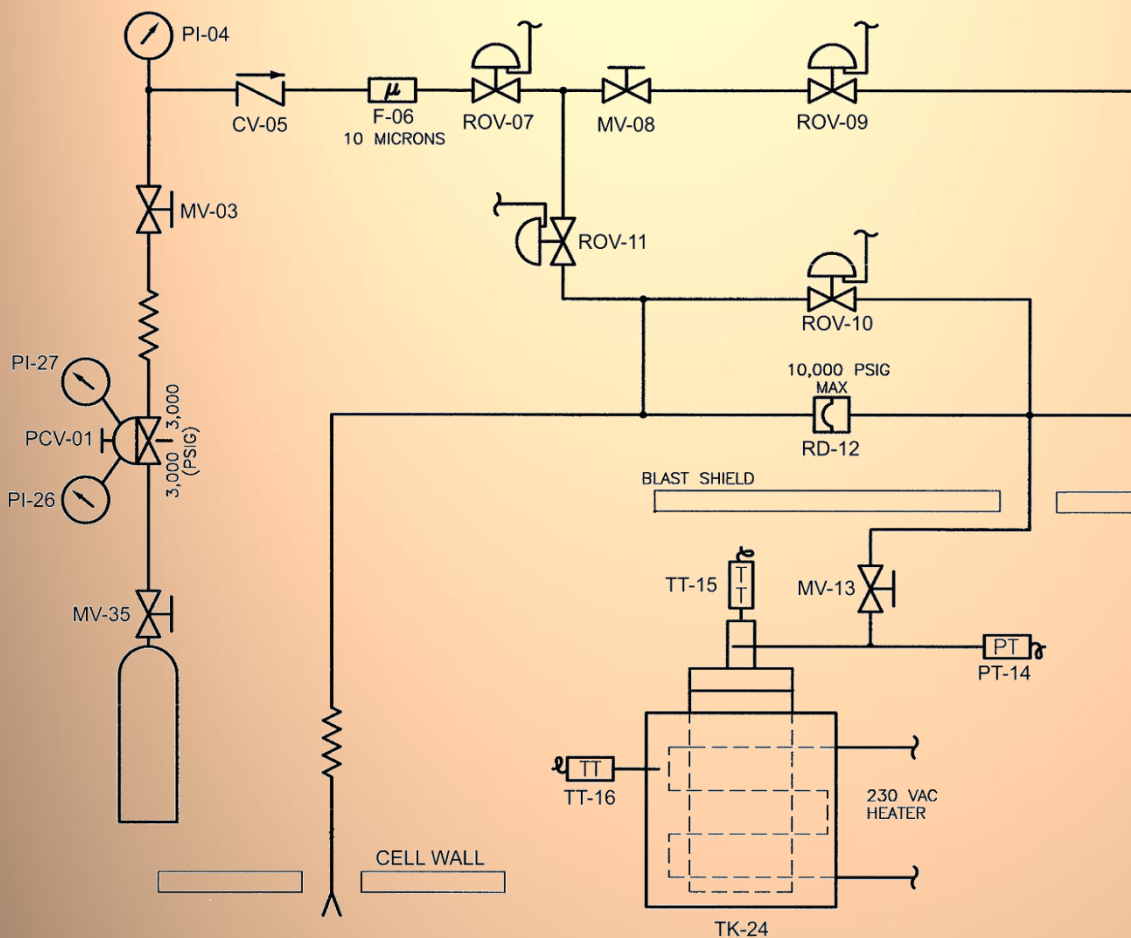 PI-04
CV-05
μ
F-06
10 MICRONS
ROV-07
MV-08
ROV-09
MV-03
ROV-11
ROV-10
PI-27
3,000
PCV-01
3,000
(PSIG)
PI-26
10,000 PSIG
MAX
RD-12
BLAST SHIELD
MV-35
TT-15
TT
MV-13
PT
PT-14
TT
TT-16
230 VAC
HEATER
CELL WALL
TK-24